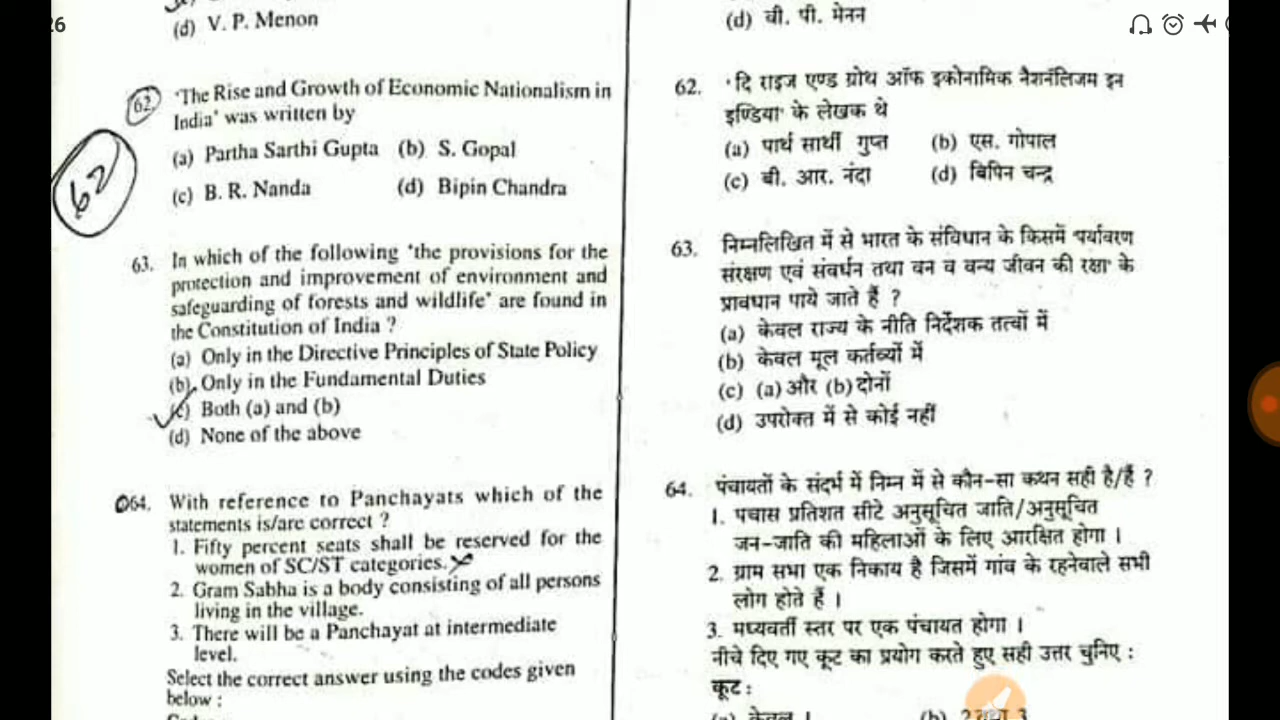 26
(d) V. P. Menon
62
62. 'The Rise and Growth of Economic Nationalism in
India' was written by
(a) Partha Sarthi Gupta (b) S. Gopal
(c) B. R. Nanda (d) Bipin Chandra
62
63. In which of the following 'the provisions for the
protection and improvement of environment and
safeguarding of forests and wildlife' are found in
the Constitution of India ?
(a) Only in the Directive Principles of State Policy
(b) Only in the Fundamental Duties
(c) Both (a) and (b)
(d) None of the above
64. With reference to Panchayats which of the
statements is/are correct ?
1. Fifty percent seats shall be reserved for the
women of SC/ST categories.
2. Gram Sabha is a body consisting of all persons
living in the village.
3. There will be a Panchayat at intermediate
level.
Select the correct answer using the codes given
below :
(d) वी. पी. मेनन
62. 'दि राइज एण्ड ग्रोथ ऑफ इकोनामिक नैशनॅलिजम इन
इण्डिया' के लेखक थे
(a) पार्थ सार्थी गुप्त (b) एस. गोपाल
(c) बी. आर. नंदा (d) बिपिन चन्द्र
63. निम्नलिखित में से भारत के संविधान के किसमें 'पर्यावरण
संरक्षण एवं संवर्धन तथा वन व वन्य जीवन की रक्षा' के
प्रावधान पाये जाते हैं ?
(a) केवल राज्य के नीति निर्देशक तत्वों में
(b) केवल मूल कर्तव्यों में
(c) (a) और (b) दोनों
(d) उपरोक्त में से कोई नहीं
64. पंचायतों के संदर्भ में निम्न में से कौन-सा कथन सही है/हैं ?
1. पचास प्रतिशत सीटे अनुसूचित जाति/अनुसूचित
जन-जाति की महिलाओं के लिए आरक्षित होगा ।
2. ग्राम सभा एक निकाय है जिसमें गांव के रहनेवाले सभी
लोग होते हैं ।
3. मध्यवर्ती स्तर पर एक पंचायत होगा ।
नीचे दिए गए कूट का प्रयोग करते हुए सही उत्तर चुनिए :
कूट :
(a) केवल 1 (b) 2 3